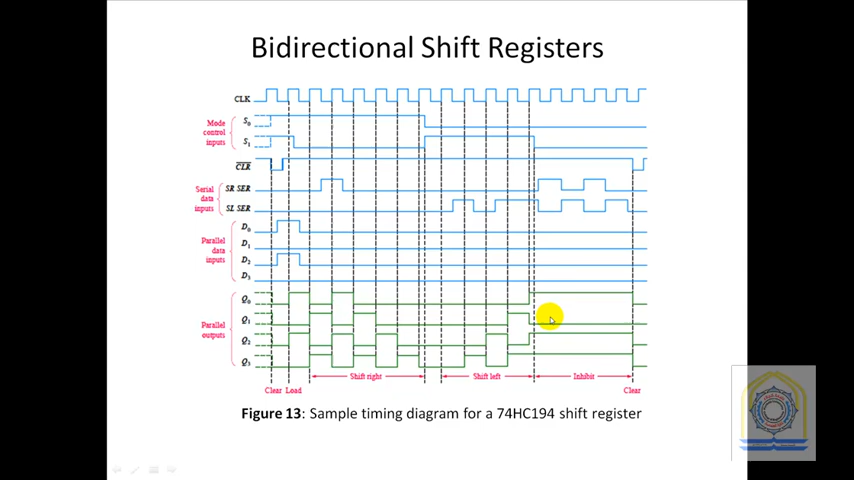 Bidirectional Shift Registers
CLK
Mode control inputs
S0
S1
CLR
Serial data inputs
SR SER
SL SER
Parallel data inputs
D0
D1
D2
D3
Parallel outputs
Q0
Q1
Q2
Q3
Shift right
Shift left
Inhibit
Clear Load
Clear
Figure 13: Sample timing diagram for a 74HC194 shift register